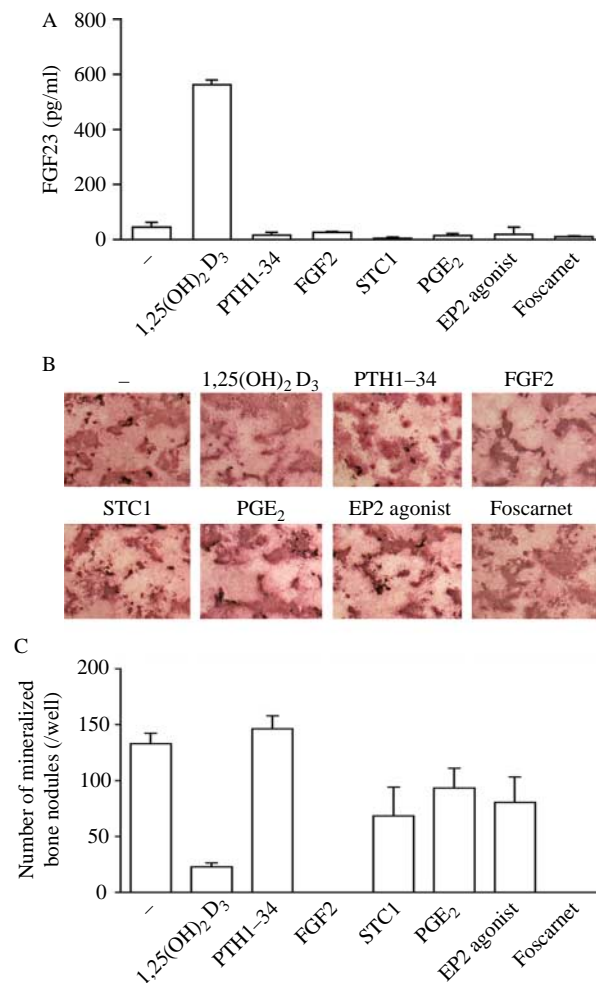 A
FGF23 (pg/ml)
800
600
400
200
0
–
1,25(OH)₂ D₃
PTH1–34
FGF2
STC1
PGE₂
EP2 agonist
Foscarnet
B
– 1,25(OH)₂ D₃ PTH1–34 FGF2
STC1 PGE₂ EP2 agonist Foscarnet
C
Number of mineralized
bone nodules (/well)
200
150
100
50
0
–
1,25(OH)₂ D₃
PTH1–34
FGF2
STC1
PGE₂
EP2 agonist
Foscarnet